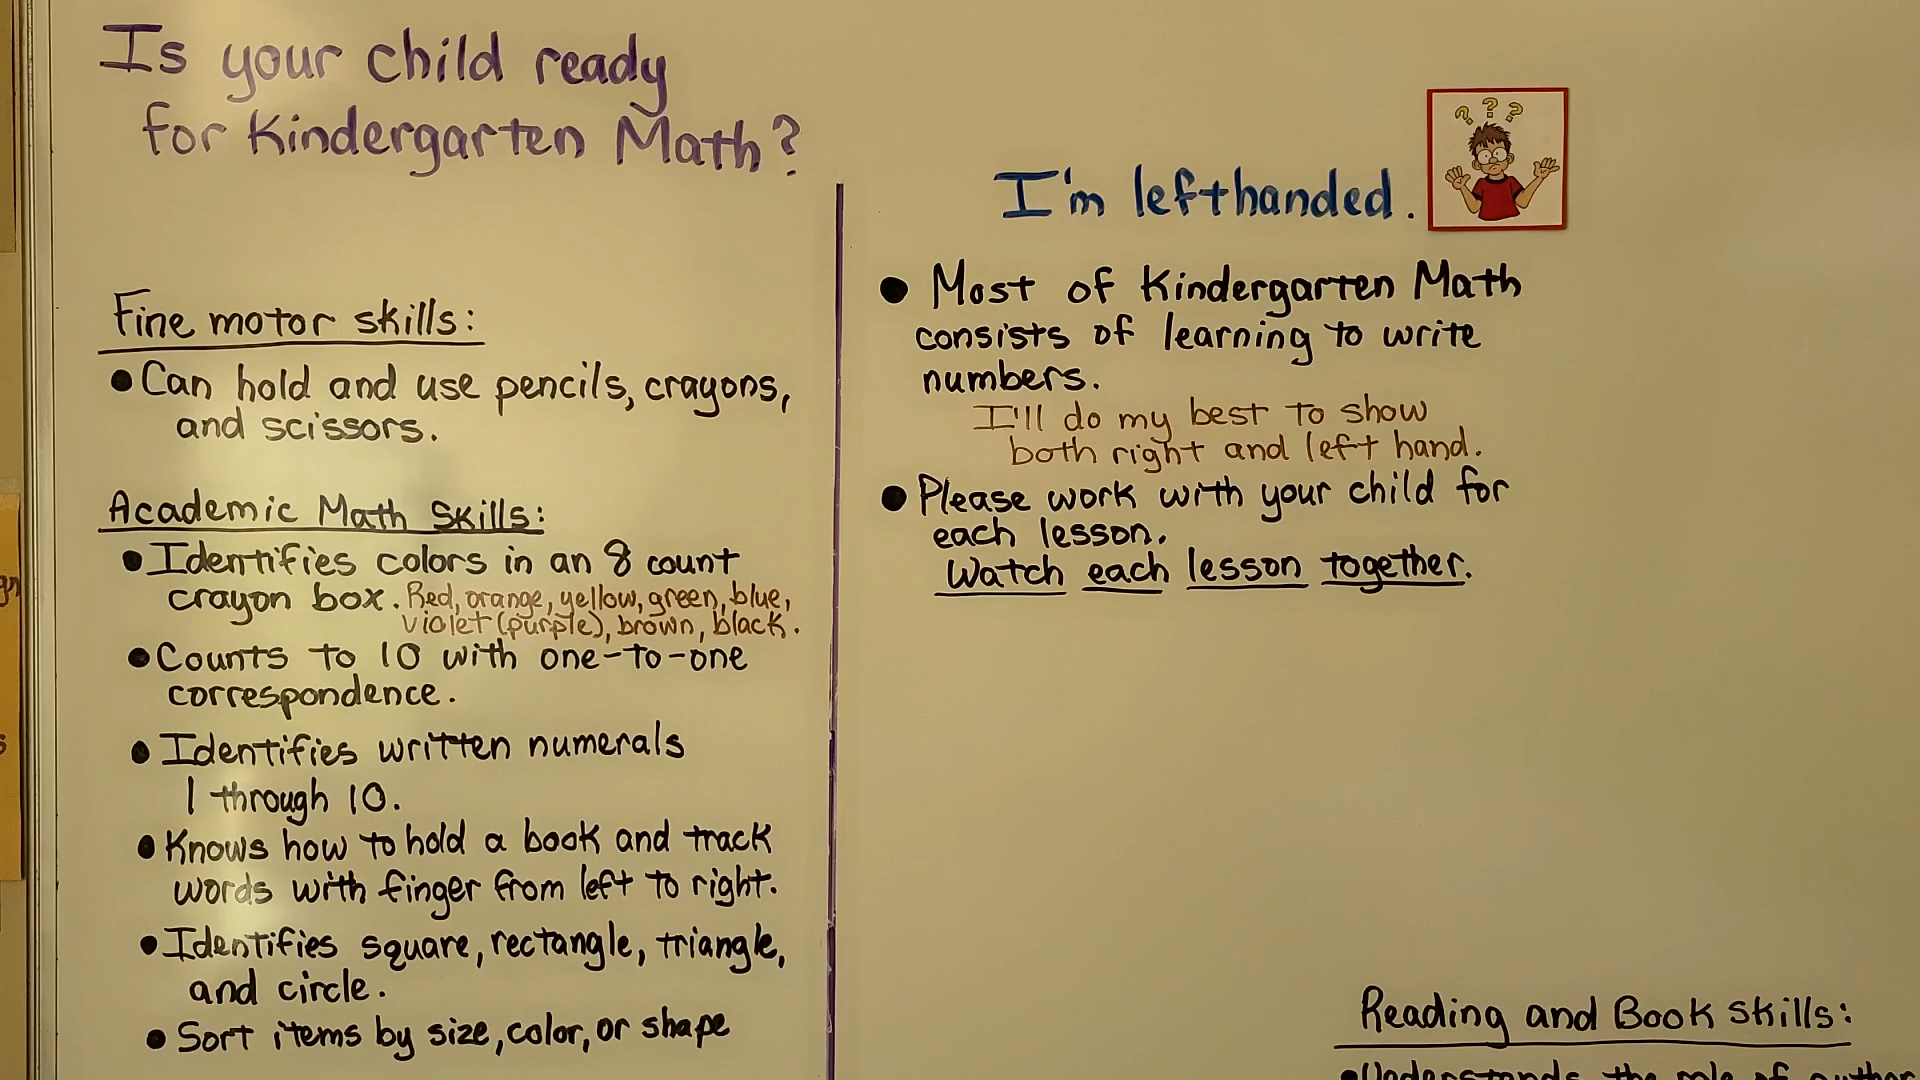 Is your child ready
for Kindergarten Math?
Fine motor skills:
• Can hold and use pencils, crayons,
and scissors.
Academic Math Skills:
• Identifies colors in an 8 count
crayon box. Red, orange, yellow, green, blue,
violet (purple), brown, black.
• Counts to 10 with one-to-one
correspondence.
• Identifies written numerals
1 through 10.
• Knows how to hold a book and track
words with finger from left to right.
• Identifies square, rectangle, triangle,
and circle.
• Sort items by size, color, or shape
? ? ?
I'm lefthanded.
• Most of Kindergarten Math
consists of learning to write
numbers.
I'll do my best to show
both right and left hand.
• Please work with your child for
each lesson.
Watch each lesson together.
Reading and Book skills:
• Understands the role of author